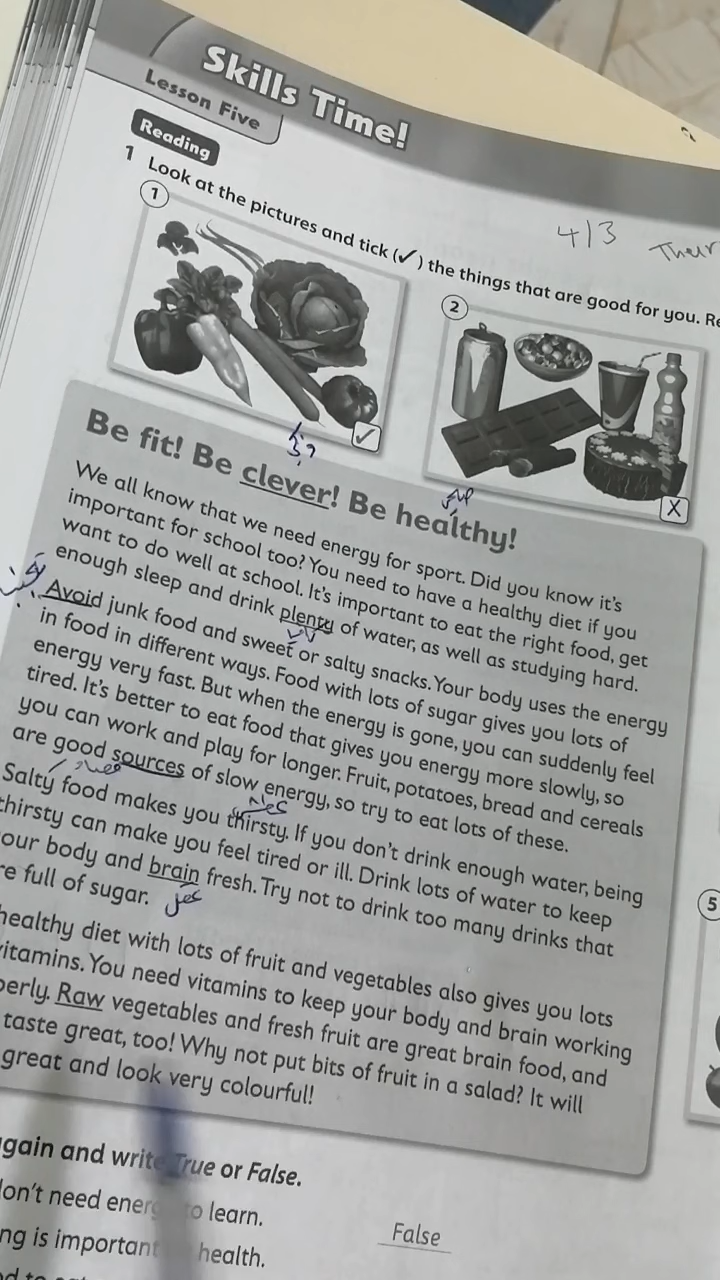 Skills Time!
Lesson Five
Reading
1 Look at the pictures and tick (✓) the things that are good for you. Re
4/3 Their
1
2
✓
X
Be fit! Be clever! Be healthy!
We all know that we need energy for sport. Did you know it's
important for school too? You need to have a healthy diet if you
want to do well at school. It's important to eat the right food, get
enough sleep and drink plenty of water, as well as studying hard.
Avoid junk food and sweet or salty snacks. Your body uses the energy
in food in different ways. Food with lots of sugar gives you lots of
energy very fast. But when the energy is gone, you can suddenly feel
tired. It's better to eat food that gives you energy more slowly, so
you can work and play for longer. Fruit, potatoes, bread and cereals
are good sources of slow energy, so try to eat lots of these.
Salty food makes you thirsty. If you don't drink enough water, being
thirsty can make you feel tired or ill. Drink lots of water to keep
our body and brain fresh. Try not to drink too many drinks that
re full of sugar.
healthy diet with lots of fruit and vegetables also gives you lots
vitamins. You need vitamins to keep your body and brain working
perly. Raw vegetables and fresh fruit are great brain food, and
taste great, too! Why not put bits of fruit in a salad? It will
great and look very colourful!
5
gain and write True or False.
don't need energy to learn.
False
ng is important health.